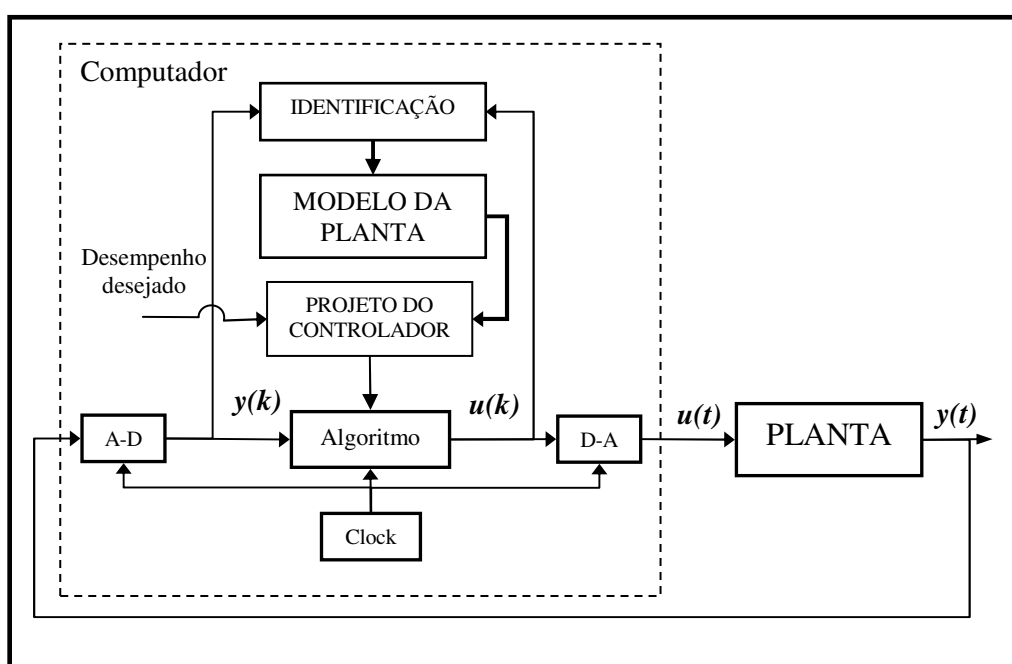 Computador
IDENTIFICAÇÃO
MODELO DA
PLANTA
Desempenho
desejado
PROJETO DO
CONTROLADOR
y(k)
u(k)
A-D
Algoritmo
D-A
u(t)
PLANTA
y(t)
Clock